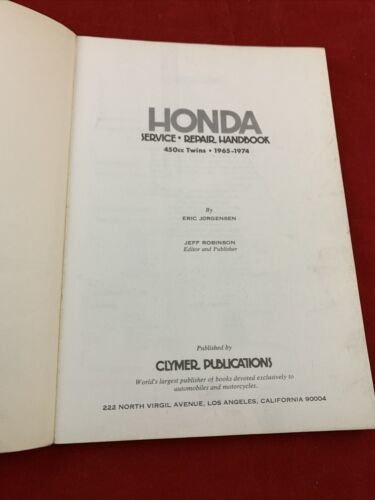 HONDA
SERVICE • REPAIR HANDBOOK
450cc Twins • 1965-1974
By
ERIC JORGENSEN
JEFF ROBINSON
Editor and Publisher
Published by
CLYMER PUBLICATIONS
World's largest publisher of books devoted exclusively to
automobiles and motorcycles.
222 NORTH VIRGIL AVENUE, LOS ANGELES, CALIFORNIA 90004